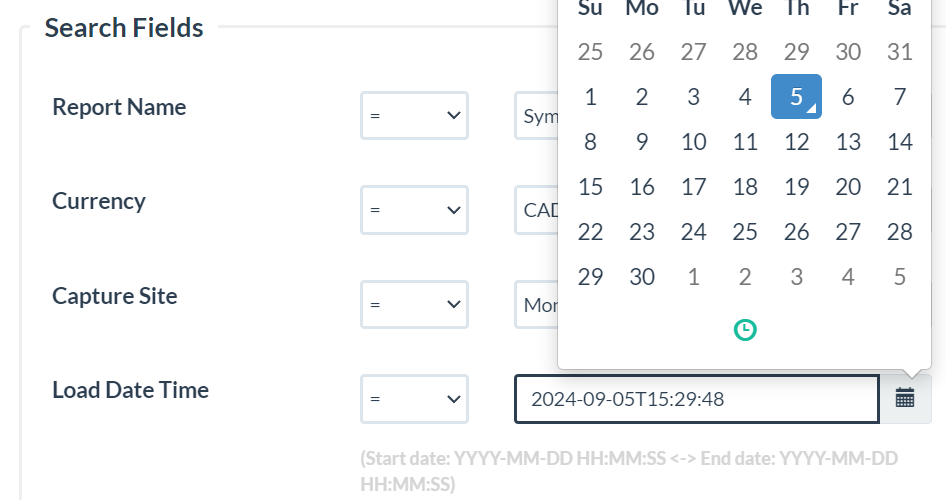 Search Fields
Su Mo Tu We Th Fr Sa
25 26 27 28 29 30 31
1 2 3 4 5 6 7
8 9 10 11 12 13 14
15 16 17 18 19 20 21
22 23 24 25 26 27 28
29 30 1 2 3 4 5
Report Name = Sym
Currency = CAD
Capture Site = Mon
Load Date Time = 2024-09-05T15:29:48
(Start date: YYYY-MM-DD HH:MM:SS <-> End date: YYYY-MM-DD
HH:MM:SS)